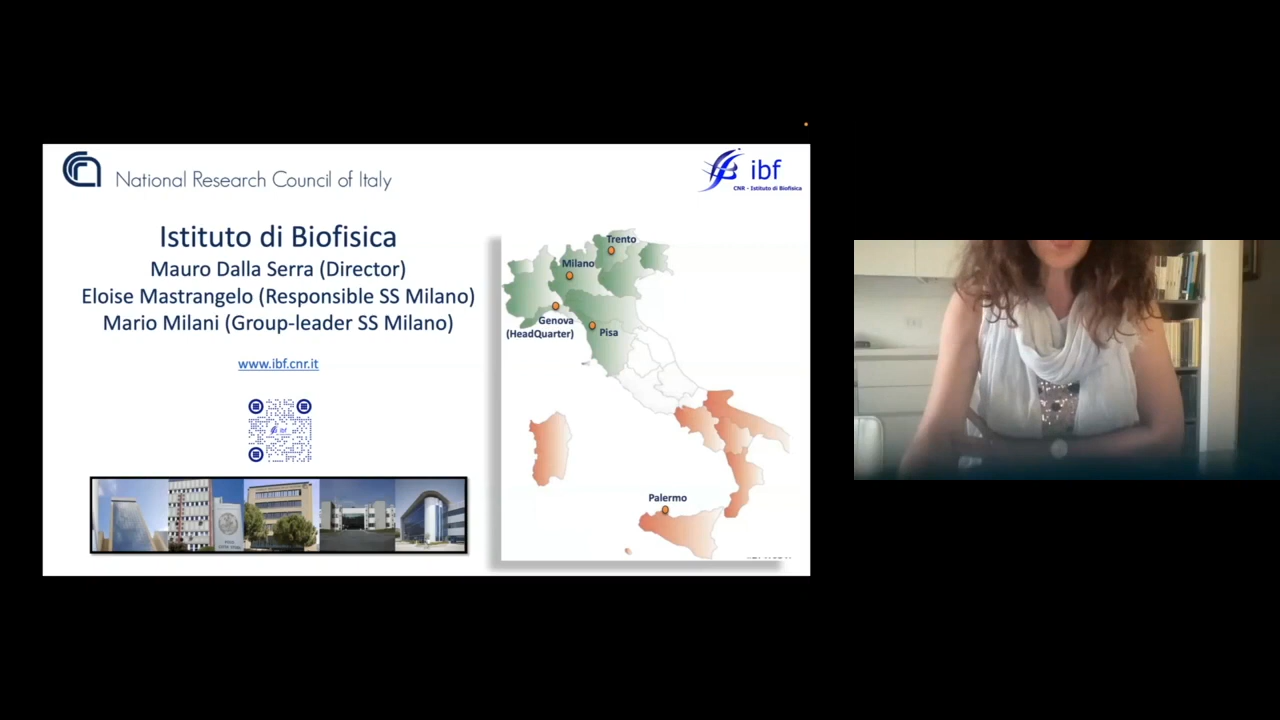 National Research Council of Italy
ibf
CNR - Istituto di Biofisica
Istituto di Biofisica
Mauro Dalla Serra (Director)
Eloise Mastrangelo (Responsible SS Milano)
Mario Milani (Group-leader SS Milano)
www.ibf.cnr.it
Trento
Milano
Genova
(HeadQuarter)
Pisa
Palermo